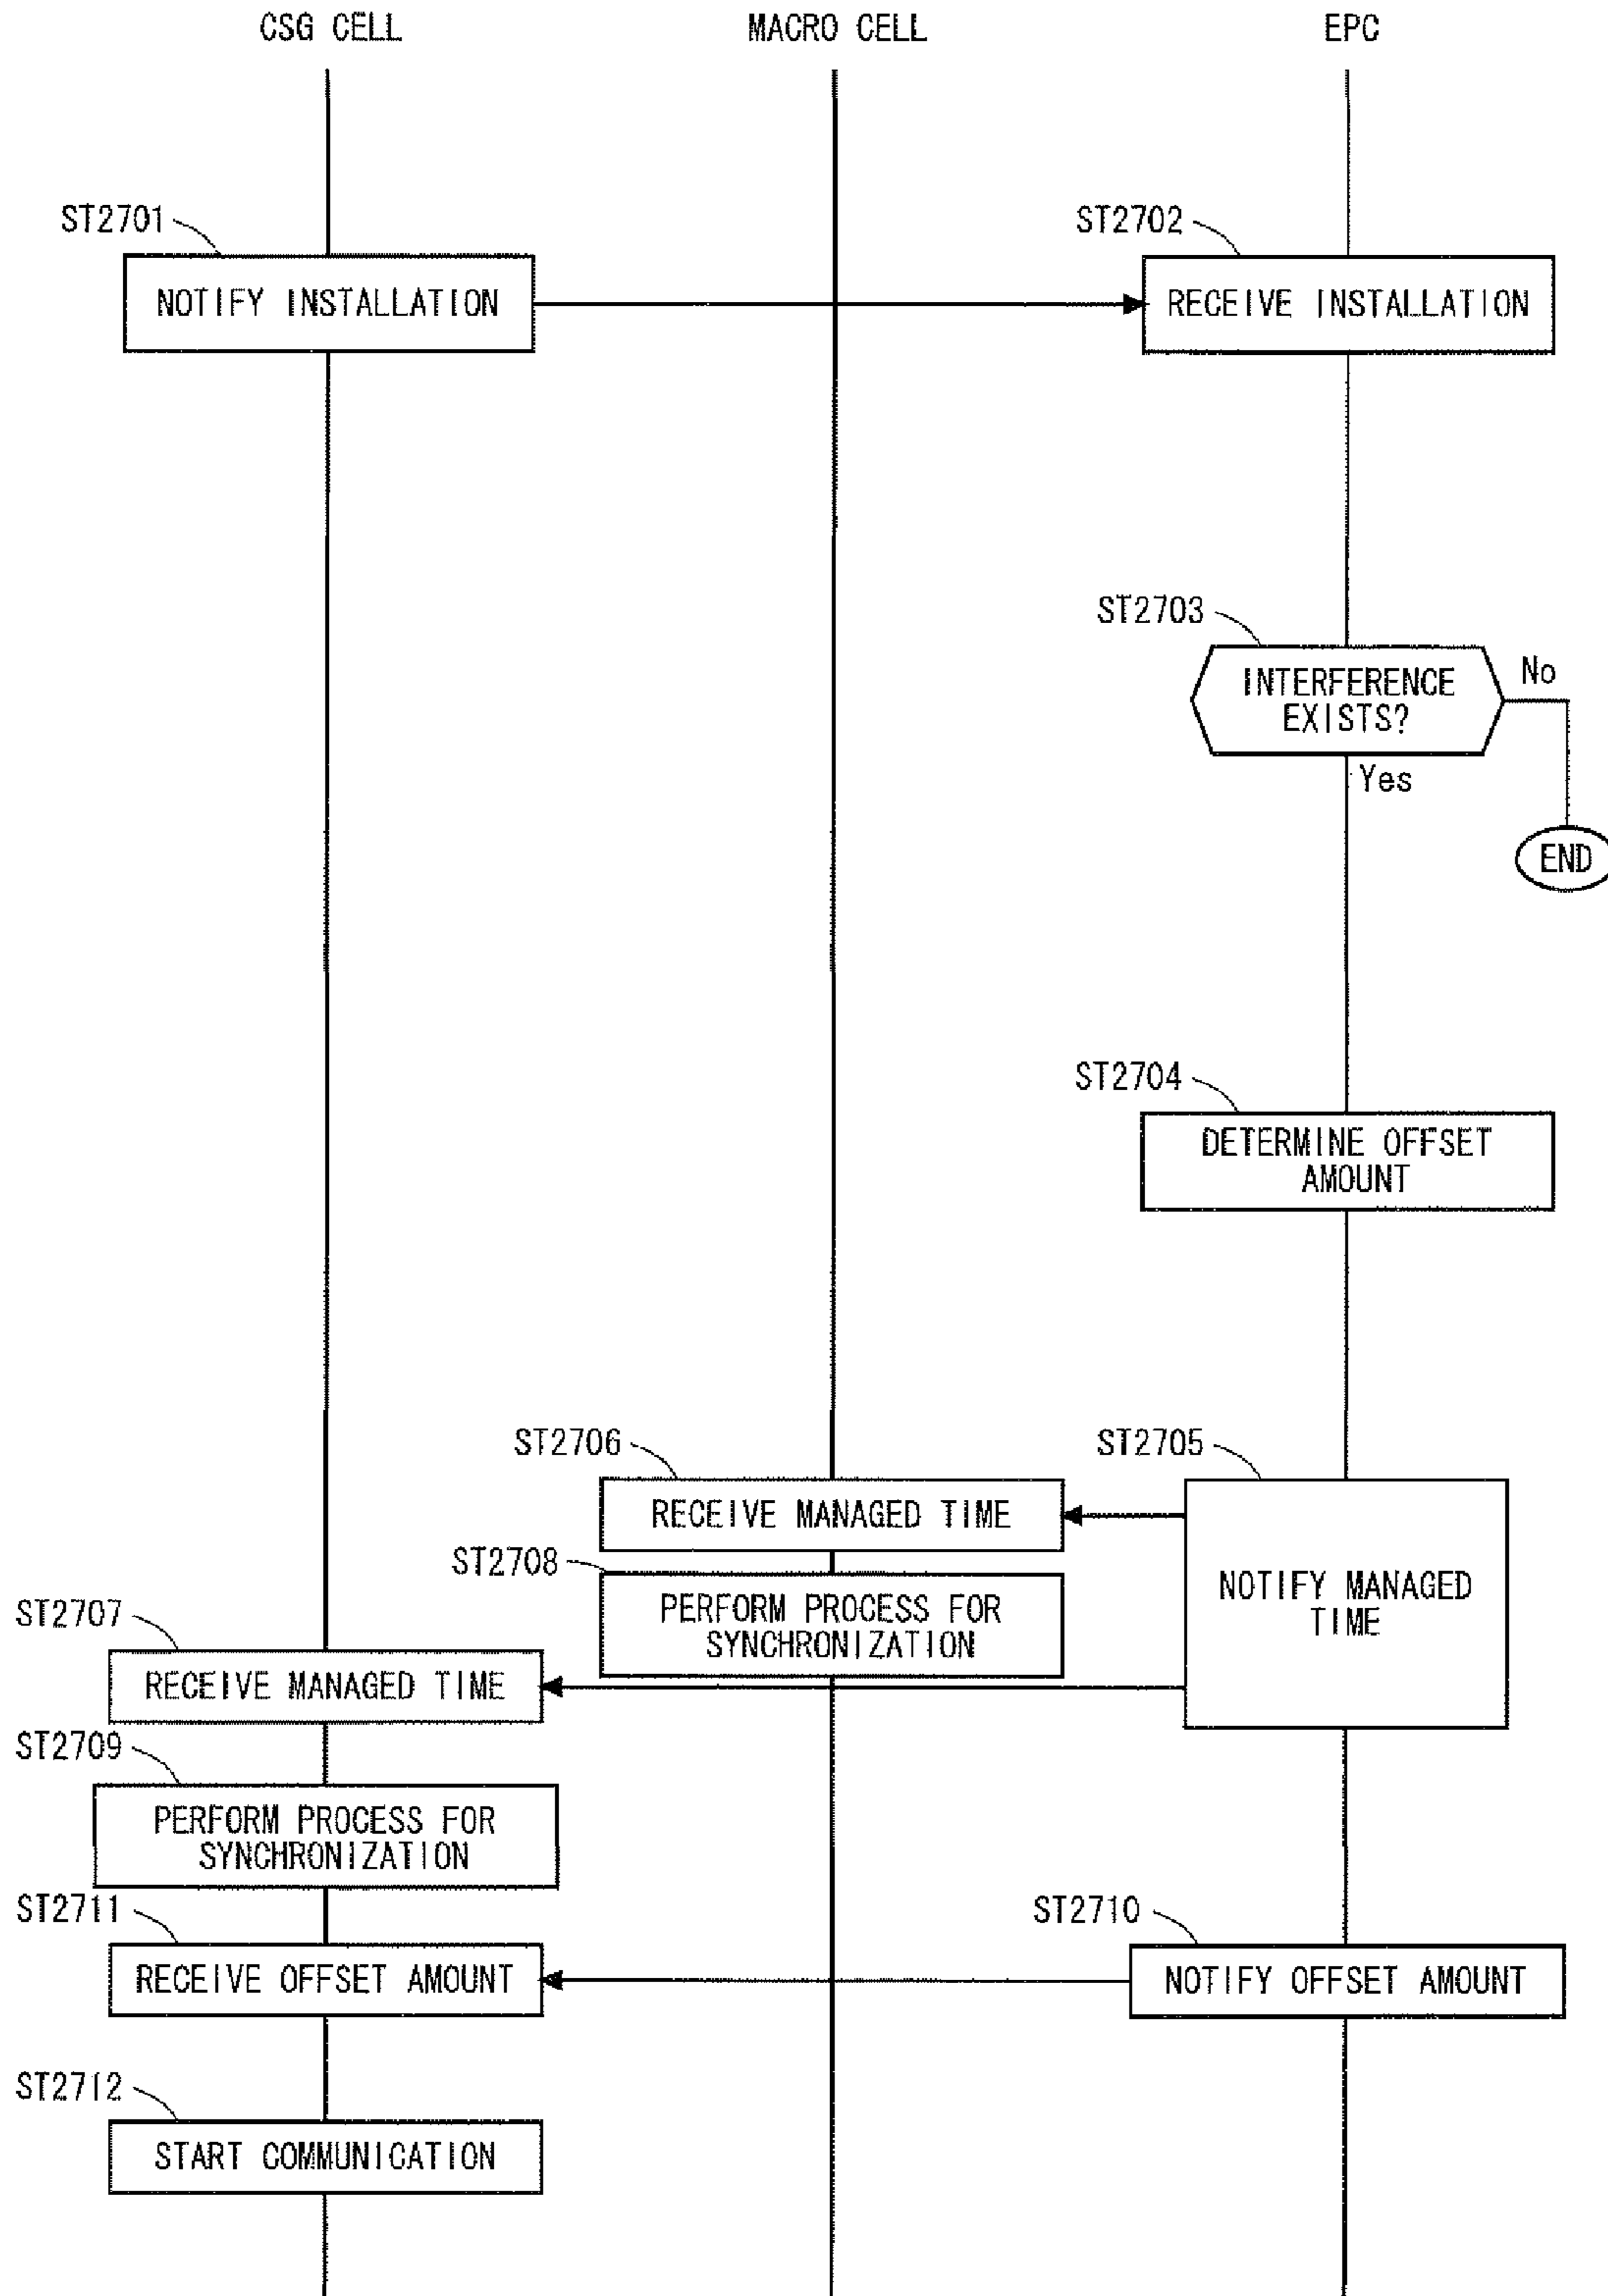 CSG CELL
MACRO CELL
EPC
ST2701
ST2702
NOTIFY INSTALLATION
RECEIVE INSTALLATION
ST2703
INTERFERENCE
EXISTS?
No
Yes
END
ST2704
DETERMINE OFFSET
AMOUNT
ST2706
ST2705
RECEIVE MANAGED TIME
NOTIFY MANAGED
TIME
ST2708
PERFORM PROCESS FOR
SYNCHRONIZATION
ST2707
RECEIVE MANAGED TIME
ST2709
PERFORM PROCESS FOR
SYNCHRONIZATION
ST2711
ST2710
RECEIVE OFFSET AMOUNT
NOTIFY OFFSET AMOUNT
ST2712
START COMMUNICATION